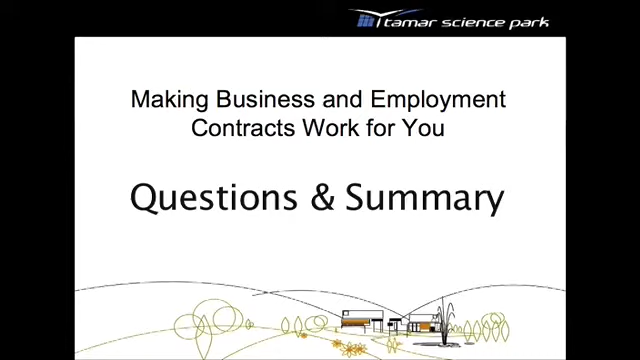 tamar science park
Making Business and Employment
Contracts Work for You
Questions & Summary